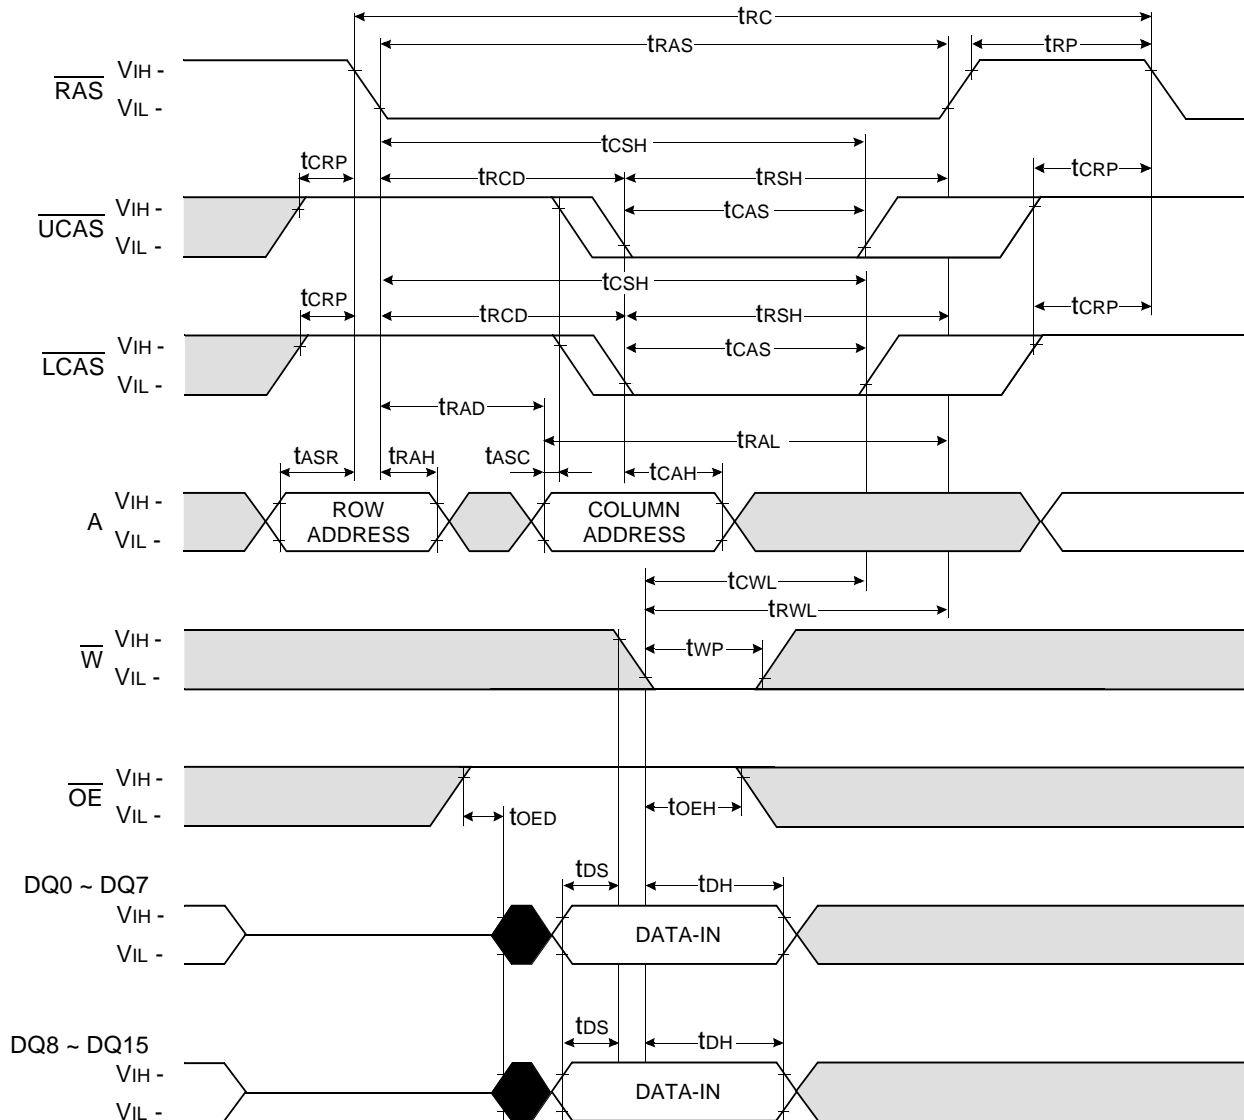 tRC
tRAS
tRP
RAS
VIH -
VIL -
tCSH
tCRP
tRCD
tRSH
tCRP
UCAS
VIH -
VIL -
tCAS
tCSH
tCRP
tRCD
tRSH
tCRP
LCAS
VIH -
VIL -
tCAS
tRAD
tRAL
tASR
tRAH
tASC
tCAH
A
VIH -
VIL -
ROW
ADDRESS
COLUMN
ADDRESS
tCWL
tRWL
W
VIH -
VIL -
tWP
OE
VIH -
VIL -
tOED
tOEH
DQ0 ~ DQ7
VIH -
VIL -
tDS
tDH
DATA-IN
DQ8 ~ DQ15
VIH -
VIL -
tDS
tDH
DATA-IN